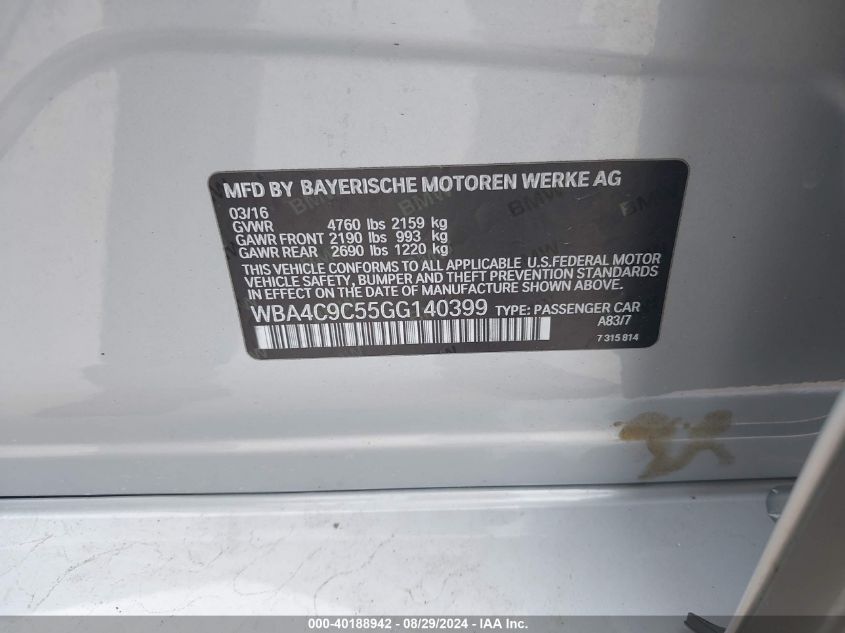 MFD BY BAYERISCHE MOTOREN WERKE AG
03/16
GVWR 4760 lbs 2159 kg
GAWR FRONT 2190 lbs 993 kg
GAWR REAR 2690 lbs 1220 kg
THIS VEHICLE CONFORMS TO ALL APPLICABLE U.S.FEDERAL MOTOR
VEHICLE SAFETY, BUMPER AND THEFT PREVENTION STANDARDS
IN EFFECT ON THE DATE OF MANUFACTURE SHOWN ABOVE.
WBA4C9C55GG140399 TYPE: PASSENGER CAR
A83/7
7 315 814
000-40188942 - 08/29/2024 - IAA Inc.